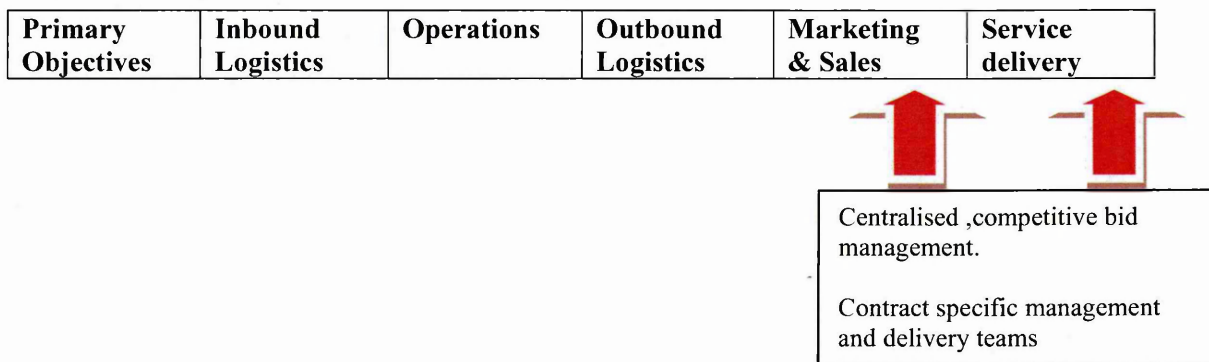 Primary Objectives
Inbound Logistics
Operations
Outbound Logistics
Marketing & Sales
Service delivery
Centralised ,competitive bid
management.
Contract specific management
and delivery teams